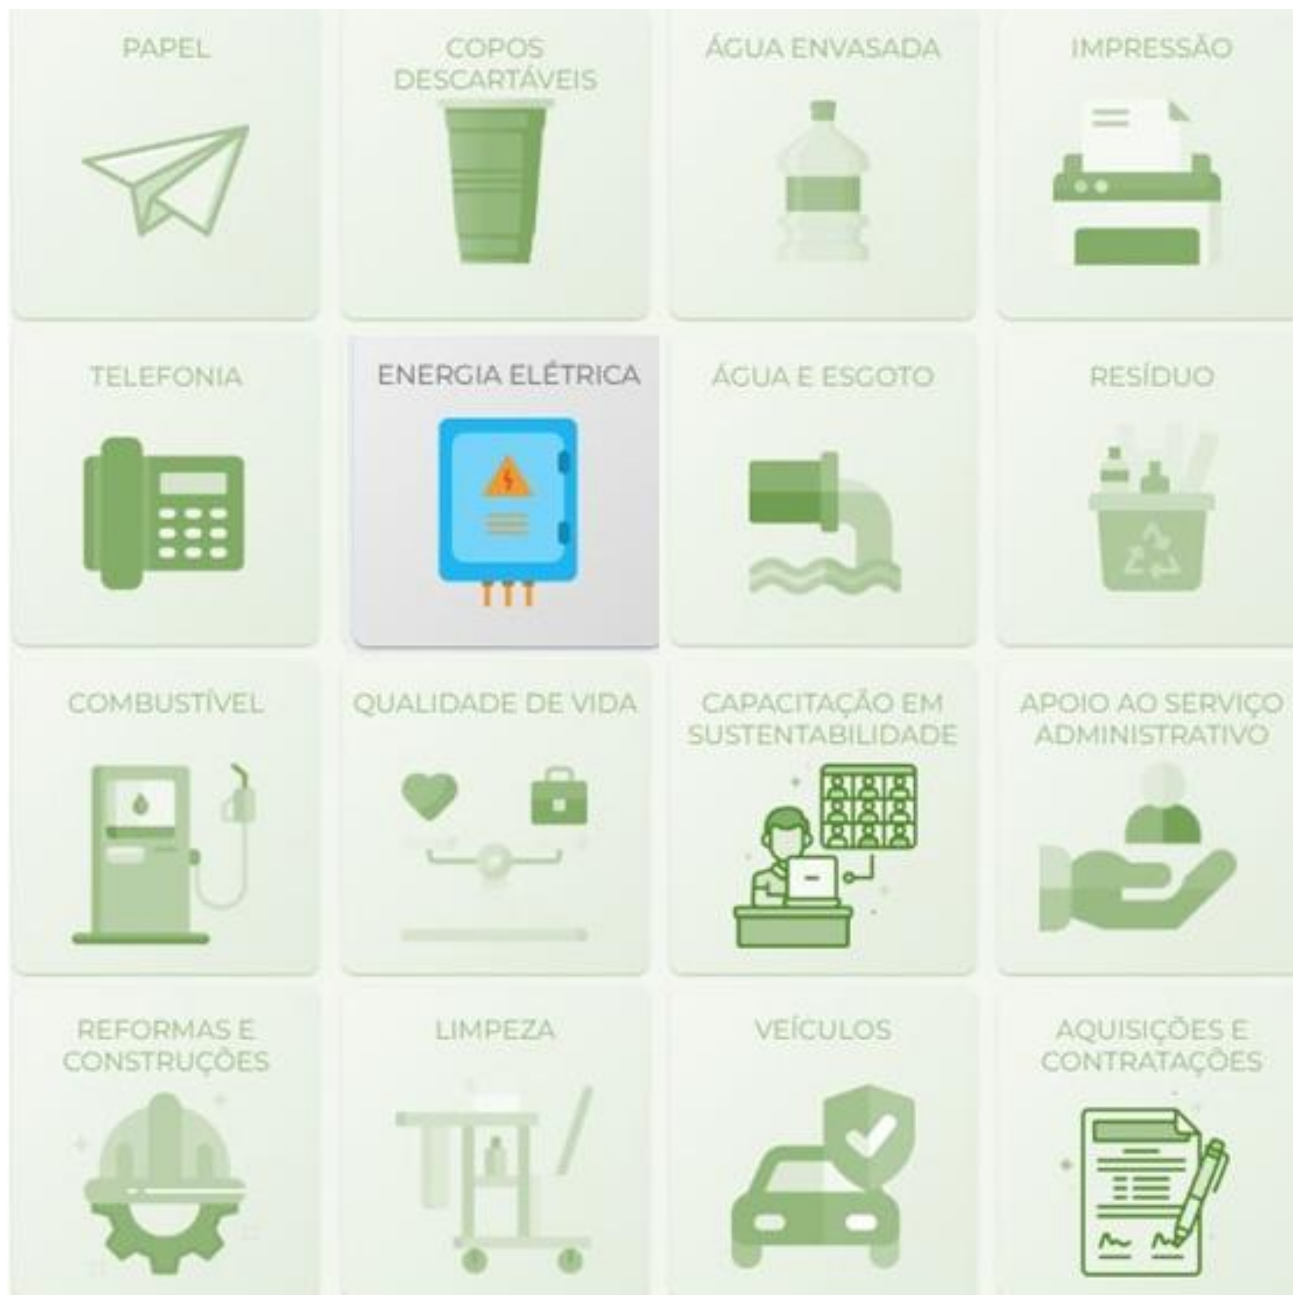 PAPEL
COPOS
DESCARTÁVEIS
ÁGUA ENVASADA
IMPRESSÃO
TELEFONIA
ENERGIA ELÉTRICA
ÁGUA E ESGOTO
RESÍDUO
COMBUSTÍVEL
QUALIDADE DE VIDA
CAPACITAÇÃO EM
SUSTENTABILIDADE
APOIO AO SERVIÇO
ADMINISTRATIVO
REFORMAS E
CONSTRUÇÕES
LIMPEZA
VEÍCULOS
AQUISIÇÕES E
CONTRATAÇÕES